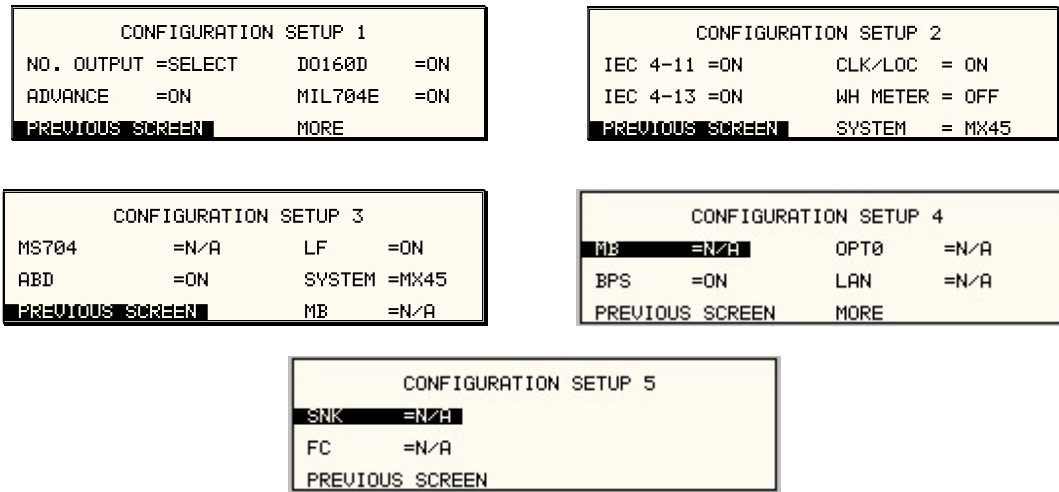 CONFIGURATION SETUP 1
NO. OUTPUT =SELECT DO160D =ON
ADVANCE =ON MIL704E =ON
PREVIOUS SCREEN MORE
CONFIGURATION SETUP 2
IEC 4-11 =ON CLK/LOC = ON
IEC 4-13 =ON WH METER = OFF
PREVIOUS SCREEN SYSTEM = MX45
CONFIGURATION SETUP 3
MS704 =N/A LF =ON
ABD =ON SYSTEM =MX45
PREVIOUS SCREEN MB =N/A
CONFIGURATION SETUP 4
MB =N/A OPT0 =N/A
BPS =ON LAN =N/A
PREVIOUS SCREEN MORE
CONFIGURATION SETUP 5
SNK =N/A
FC =N/A
PREVIOUS SCREEN